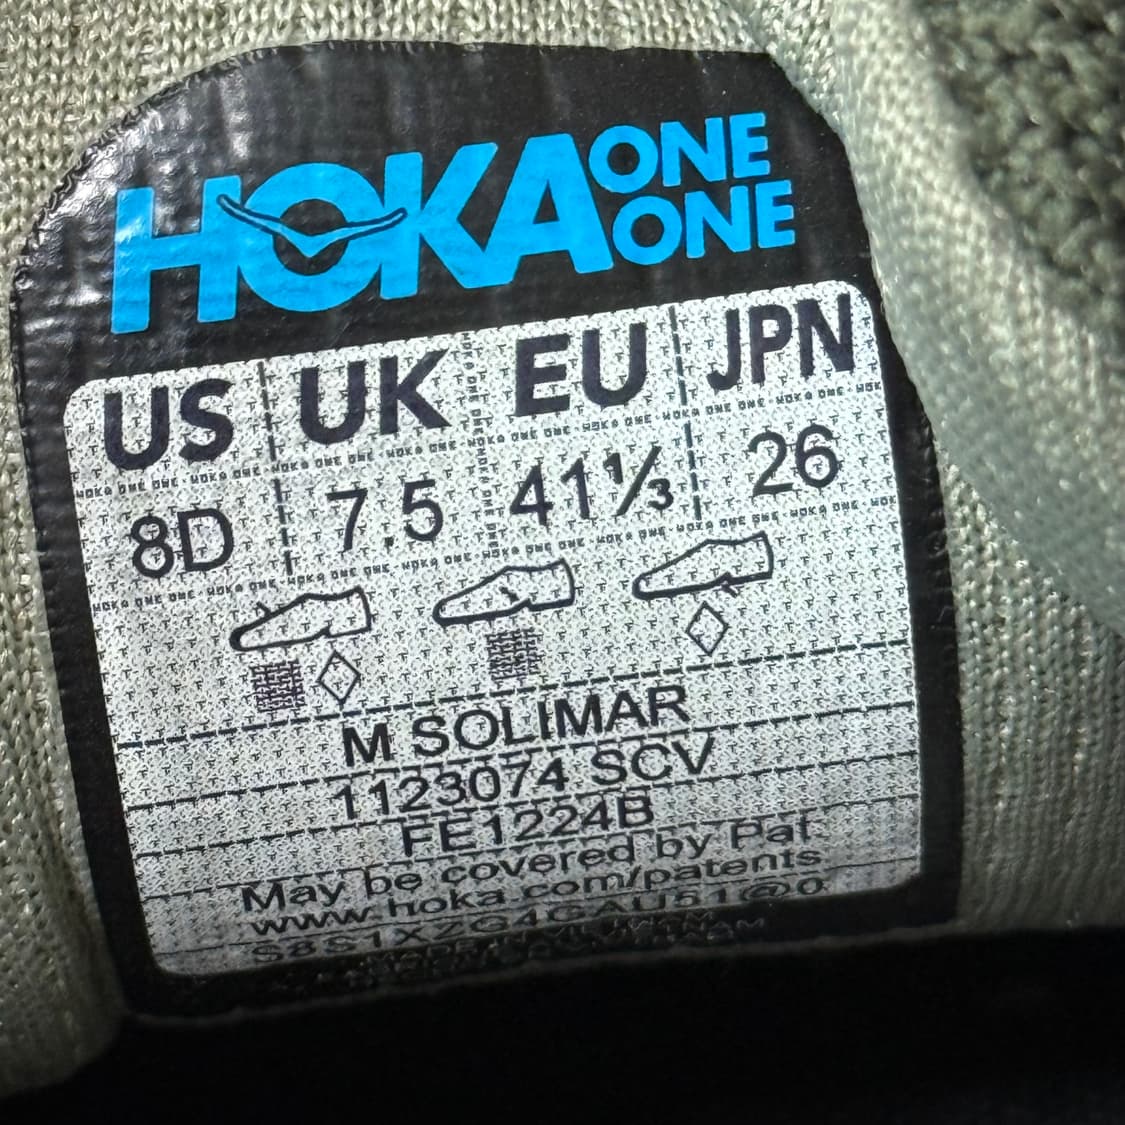 HOKA ONE ONE
US UK EU JPN
8D 7.5 41⅓ 26
M SOLIMAR
1123074 SCV
FE1224B
May be covered by Pat.
www.hoka.com/patents